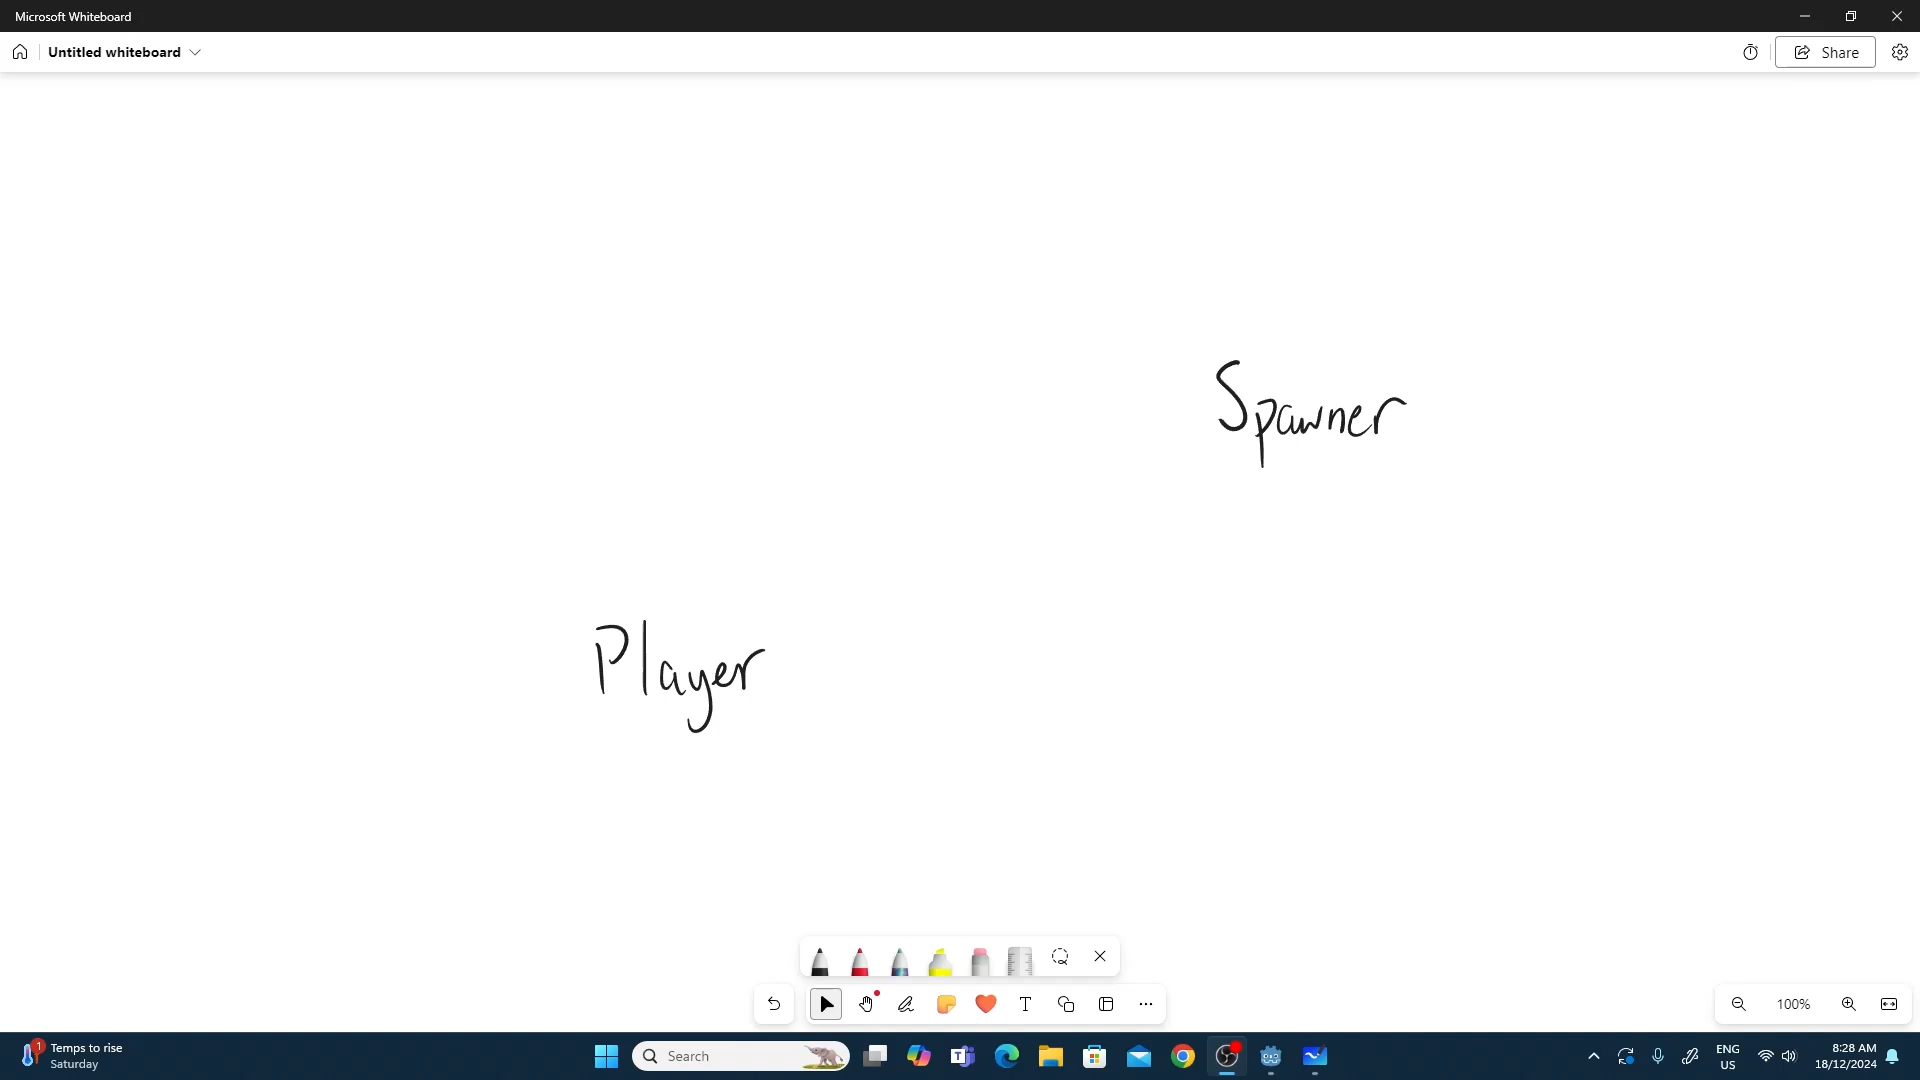 Microsoft Whiteboard
Untitled whiteboard
Share
Spawner
Player
100%
1
Temps to rise
Saturday
Search
ENG
US
8:28 AM
18/12/2024